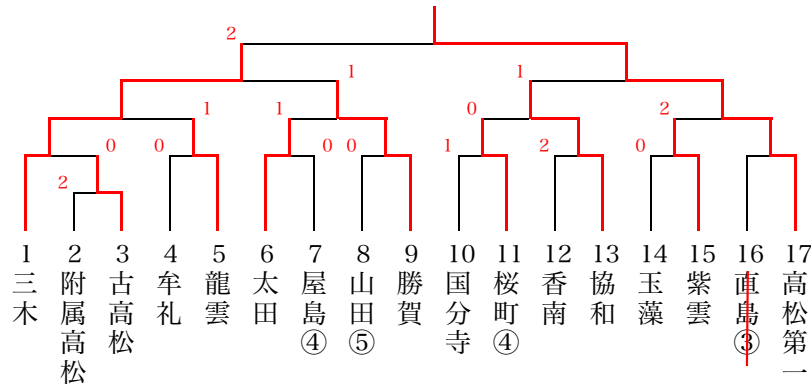 2
1
1
1
1
0
2
0
0
0
0
1
2
0
2
1 三木
2 附属高松
3 古高松
4 牟礼
5 龍雲
6 太田
7 屋島④
8 山田⑤
9 勝賀
10 国分寺
11 桜町④
12 香南
13 協和
14 玉藻
15 紫雲
16 直島③
17 高松第一